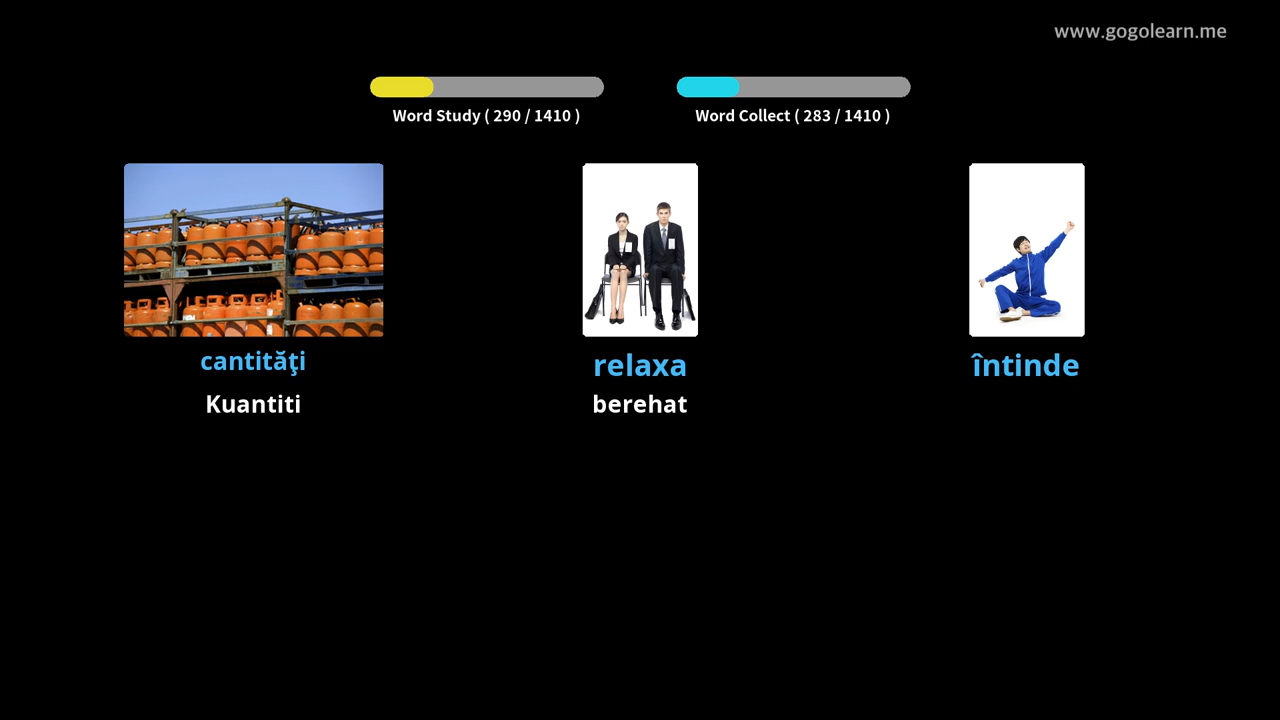 www.gogolearn.me
Word Study ( 290 / 1410 )
Word Collect ( 283 / 1410 )
cantităţi
relaxa
întinde
Kuantiti
berehat